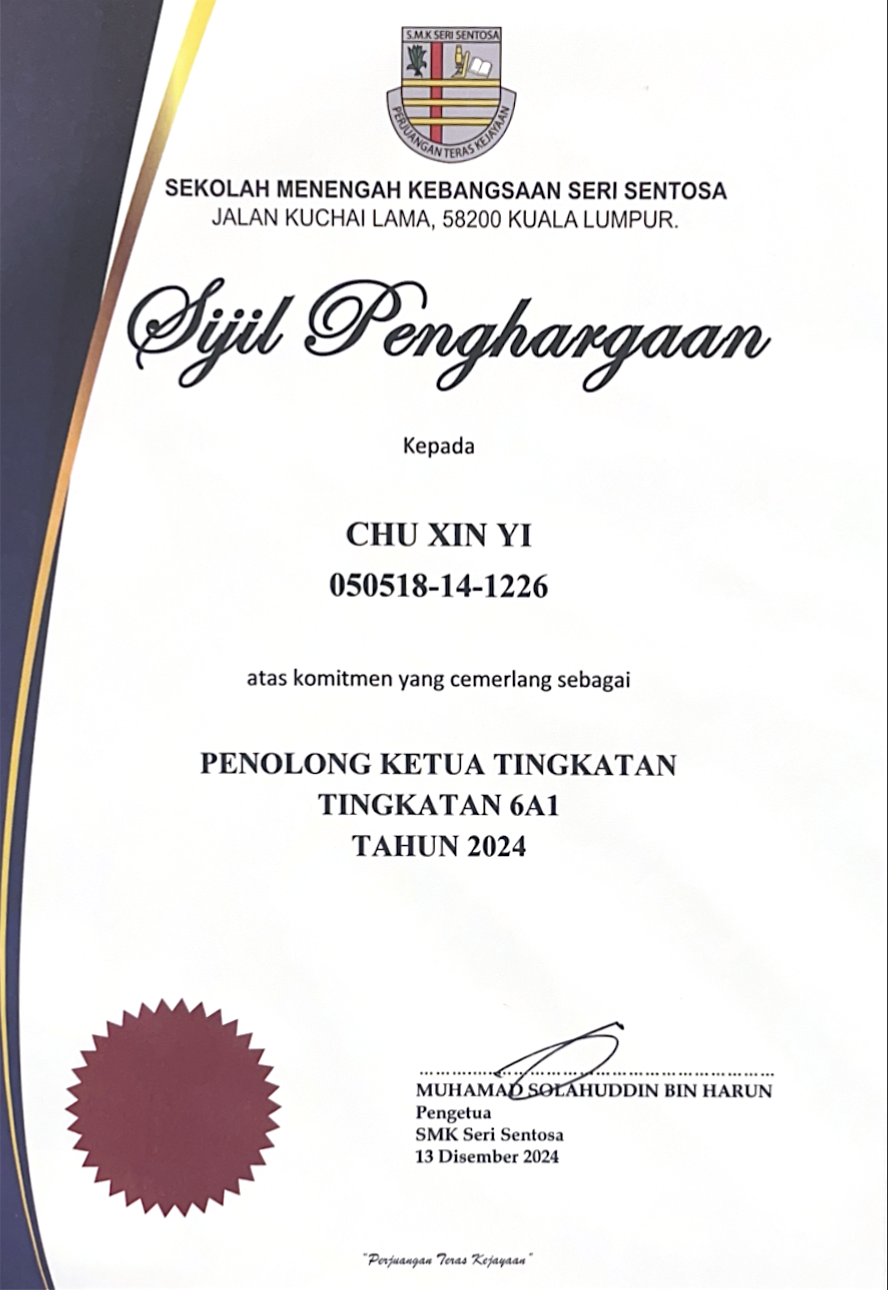 S.M.K SERI SENTOSA
PERJUANGAN TERAS KEJAYAAN
SEKOLAH MENENGAH KEBANGSAAN SERI SENTOSA
JALAN KUCHAI LAMA, 58200 KUALA LUMPUR.
Sijil Penghargaan
Kepada
CHU XIN YI
050518-14-1226
atas komitmen yang cemerlang sebagai
PENOLONG KETUA TINGKATAN
TINGKATAN 6A1
TAHUN 2024
MUHAMAD SOLAHUDDIN BIN HARUN
Pengetua
SMK Seri Sentosa
13 Disember 2024
"Perjuangan Teras Kejayaan"